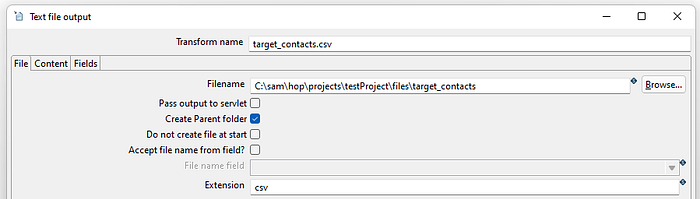 Text file output
Transform name target_contacts.csv
File Content Fields
Filename C:\sam\hop\projects\testProject\files\target_contacts Browse...
Pass output to servlet
Create Parent folder
Do not create file at start
Accept file name from field?
File name field
Extension csv